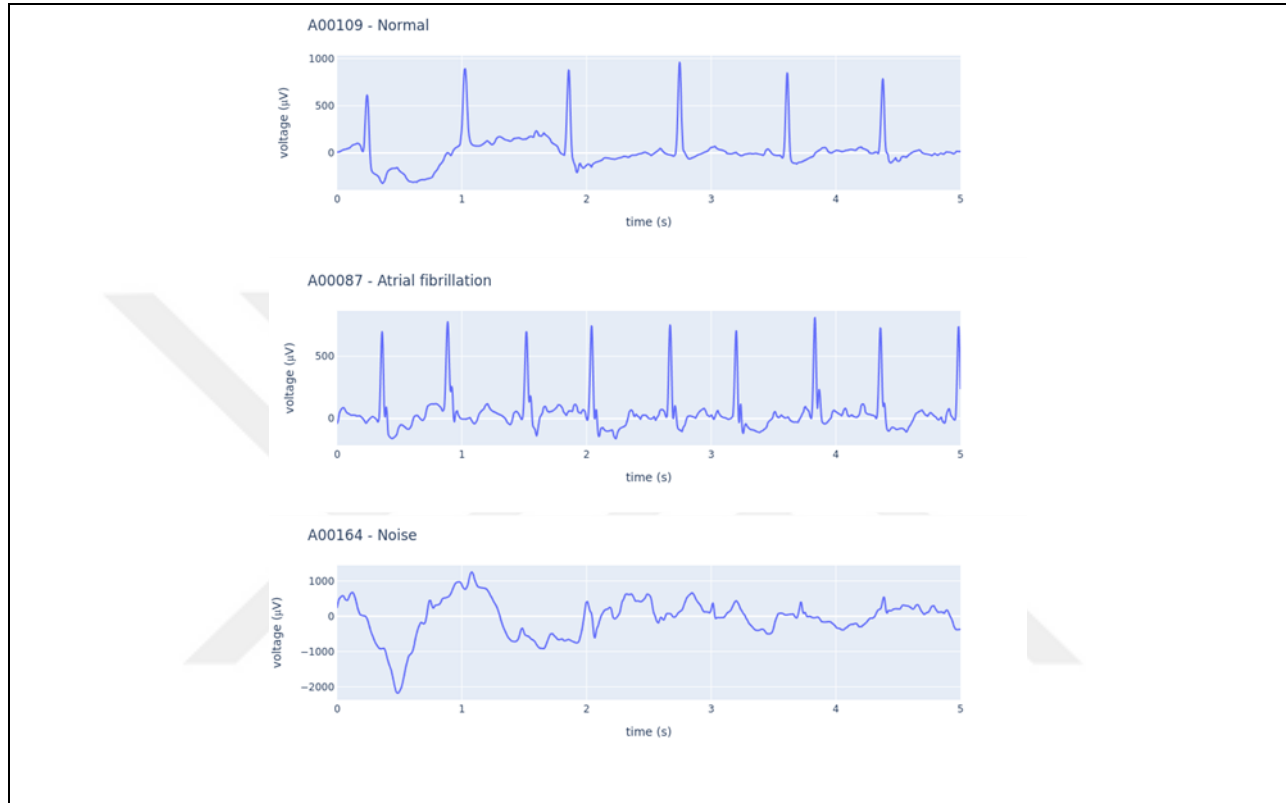 A00109 - Normal
1000
500
0
voltage (μV)
0 1 2 3 4 5
time (s)
A00087 - Atrial fibrillation
500
0
voltage (μV)
0 1 2 3 4 5
time (s)
A00164 - Noise
1000
0
−1000
−2000
voltage (μV)
0 1 2 3 4 5
time (s)